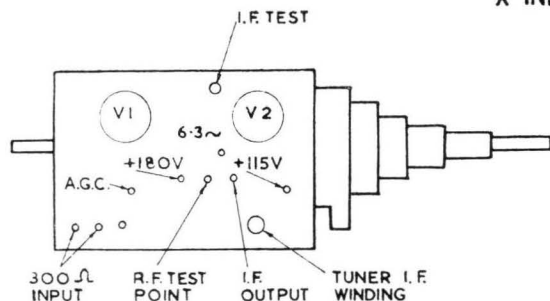 I.F. TEST
V1
V2
6·3~
+180V
+115V
A.G.C.
300 Ω
INPUT
R.F. TEST
POINT
I.F.
OUTPUT
TUNER I.F.
WINDING